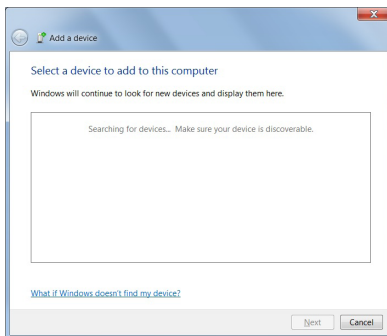 Add a device
Select a device to add to this computer
Windows will continue to look for new devices and display them here.
Searching for devices... Make sure your device is discoverable.
What if Windows doesn't find my device?
Next Cancel